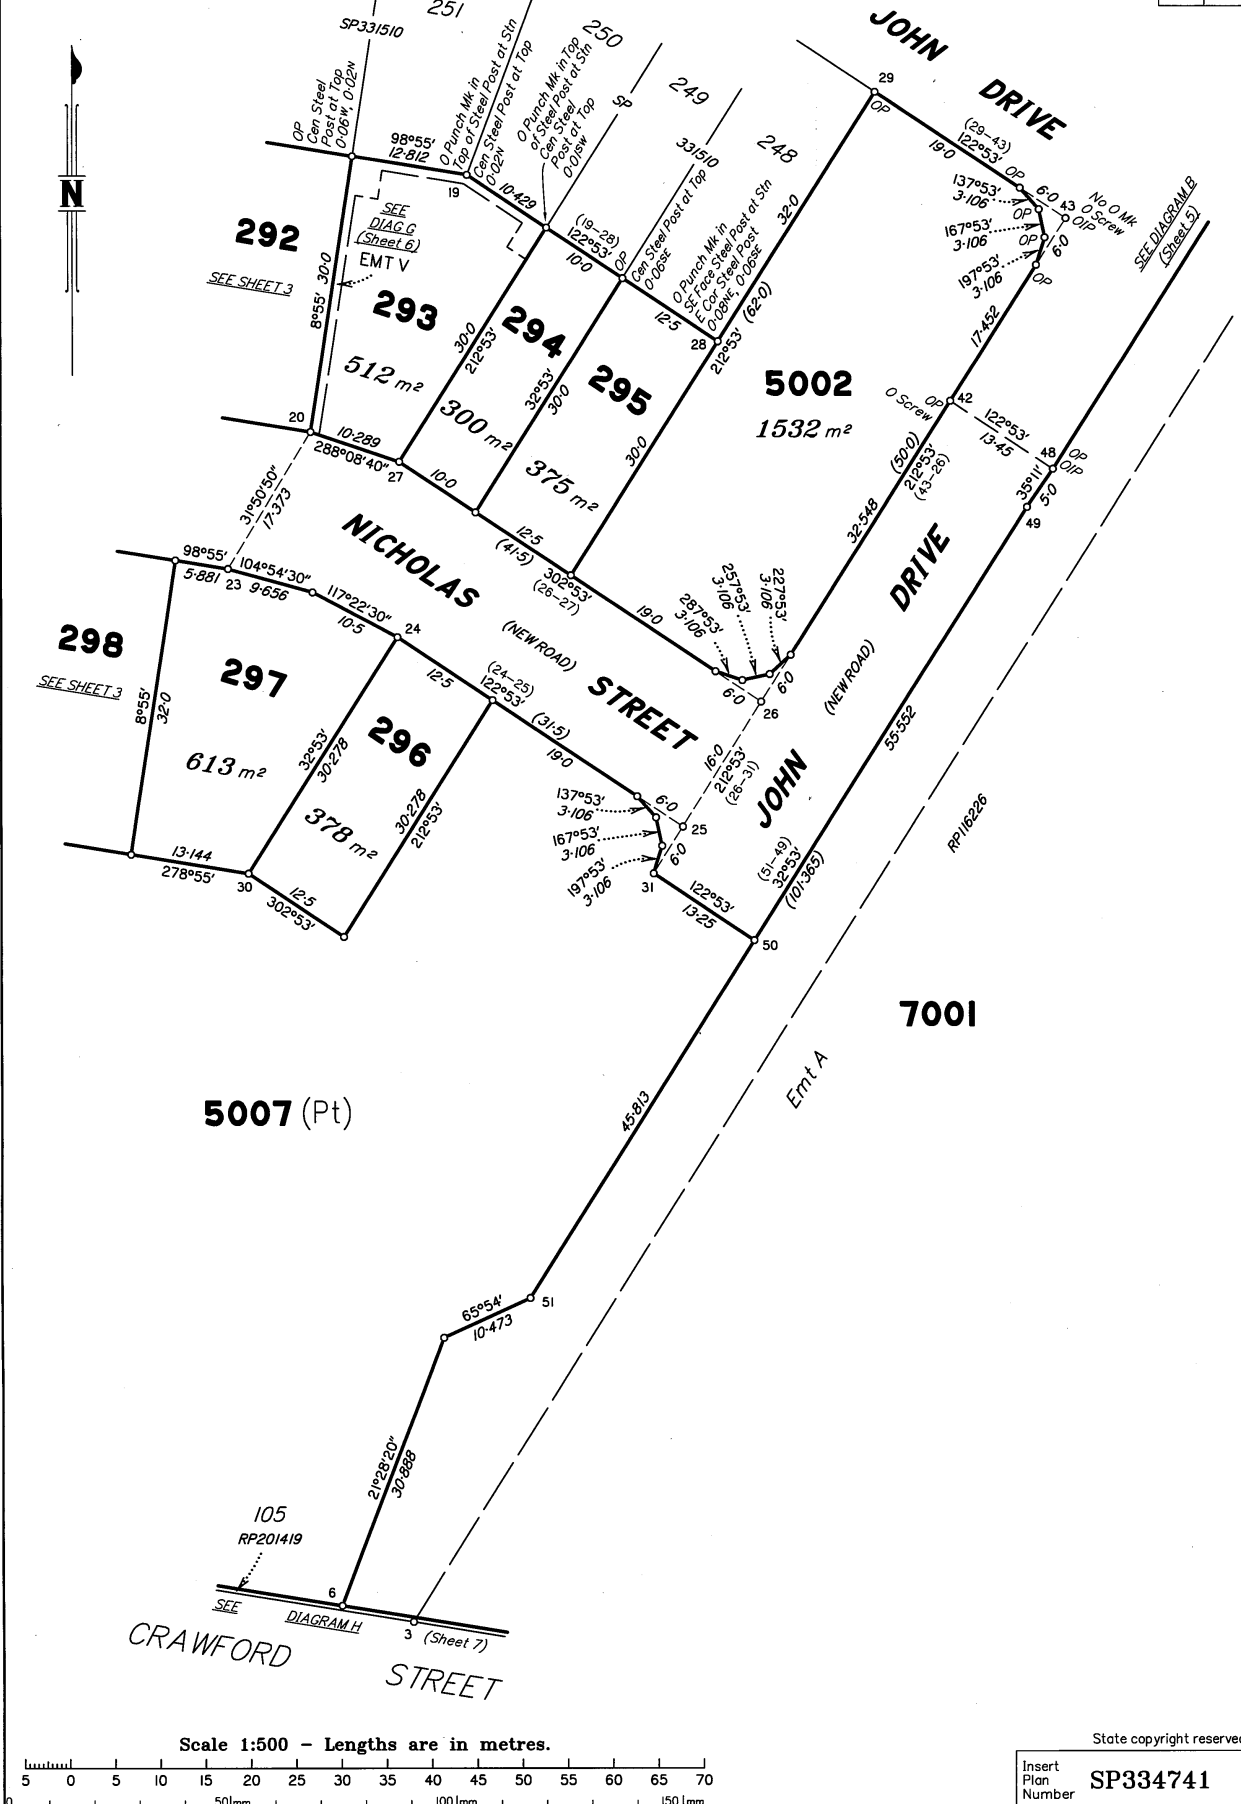 251
SP331510
250
249
SP
331510
248
JOHN DRIVE
29
OP
(29-43)
122°53'
19·0
OP
6·0
43
No O Mk
O Screw
OIP
137°53'
3·106
OP
167°53'
3·106
OP
6·0
197°53'
3·106
OP
SEE DIAGRAM B
(Sheet 5)
N
OP
Cen Steel
Post at Top
0·06W, 0·02N
98°55'
12·812
O Punch Mk in
Top of Steel Post at Stn
Cen Steel Post at Top
0·02N
O Punch Mk in Top
of Steel Post at Stn
Cen Steel
Post at Top
0·01SW
19
10·429
(19-28)
122°53'
10·0
OP
Cen Steel Post at Top
0·06SE
O Punch Mk in
SE Face Steel Post at Stn
E Cor Steel Post
0·08NE, 0·06SE
12·5
28
32·0
212°53' (62·0)
292
SEE SHEET 3
SEE
DIAG G
(Sheet 6)
EMT V
8°55' 30·0
293
512 m²
30·0
212°53'
294
300 m²
32°53'
30·0
295
375 m²
30·0
5002
1532 m²
17·452
O Screw
OP
42
122°53'
13·45
48
OP
OIP
35°11'
5·0
49
(50·0)
212°53'
(43-26)
32·548
20
10·289
288°08'40"
27
10·0
12·5
(41·5)
302°53'
(26-27)
19·0
31°50'50"
17·373
NICHOLAS
(NEW ROAD)
STREET
287°53'
3·106
257°53'
3·106
227°53'
3·106
6·0
6·0
26
DRIVE
(NEW ROAD)
JOHN
55·552
RP116226
98°55'
5·881
23
104°54'30"
9·656
117°22'30"
10·5
24
12·5
(24-25)
122°53'
(31·5)
19·0
16·0
212°53'
(26-31)
298
SEE SHEET 3
8°55'
32·0
297
613 m²
32°53'
30·278
296
378 m²
30·278
212°53'
137°53'
3·106
167°53'
3·106
197°53'
3·106
6·0
25
6·0
31
122°53'
13·25
(51-49)
32°53'
(101·365)
50
13·144
278°55'
30
12·5
302°53'
7001
Emt A
5007 (Pt)
45·813
51
65°54'
10·473
21°28'20"
30·888
105
RP201419
6
SEE DIAGRAM H
3
(Sheet 7)
CRAWFORD STREET
Scale 1:500 – Lengths are in metres.
5 0 5 10 15 20 25 30 35 40 45 50 55 60 65 70
0 50mm 100mm 150mm
State copyright reserved
Insert
Plan
Number
SP334741